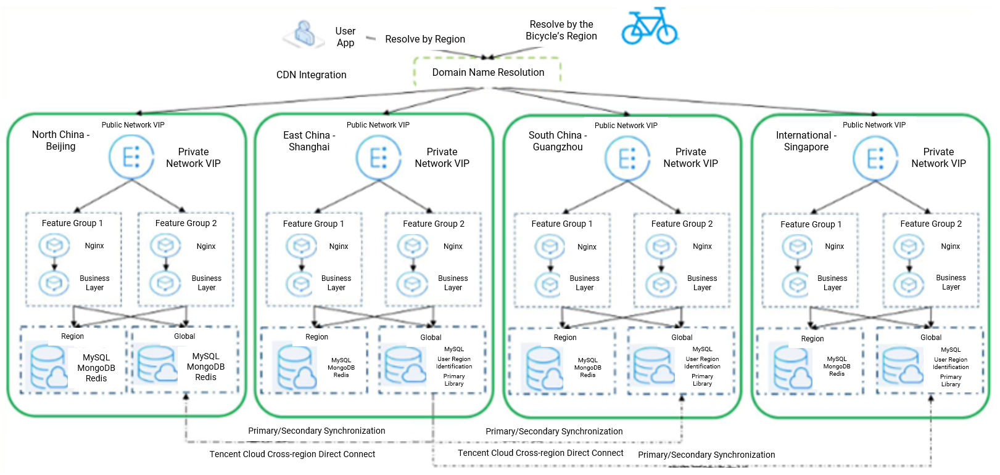 User
App
Resolve by Region
Resolve by the
Bicycle's Region
CDN Integration
Domain Name Resolution
North China -
Beijing
Public Network VIP
Private
Network VIP
Feature Group 1
Nginx
Business
Layer
Feature Group 2
Nginx
Business
Layer
Region
MySQL
MongoDB
Redis
Global
MySQL
MongoDB
Redis
East China -
Shanghai
Public Network VIP
Private
Network VIP
Feature Group 1
Nginx
Business
Layer
Feature Group 2
Nginx
Business
Layer
Region
MySQL
MongoDB
Redis
Global
MySQL
User Region
Identification
Primary
Library
South China -
Guangzhou
Public Network VIP
Private
Network VIP
Feature Group 1
Nginx
Business
Layer
Feature Group 2
Nginx
Business
Layer
Region
MySQL
MongoDB
Redis
Global
MySQL
User Region
Identification
Primary
Library
International -
Singapore
Public Network VIP
Private
Network VIP
Feature Group 1
Nginx
Business
Layer
Feature Group 2
Nginx
Business
Layer
Region
MySQL
MongoDB
Redis
Global
MySQL
User Region
Identification
Primary
Library
Primary/Secondary Synchronization
Tencent Cloud Cross-region Direct Connect
Primary/Secondary Synchronization
Tencent Cloud Cross-region Direct Connect
Primary/Secondary Synchronization